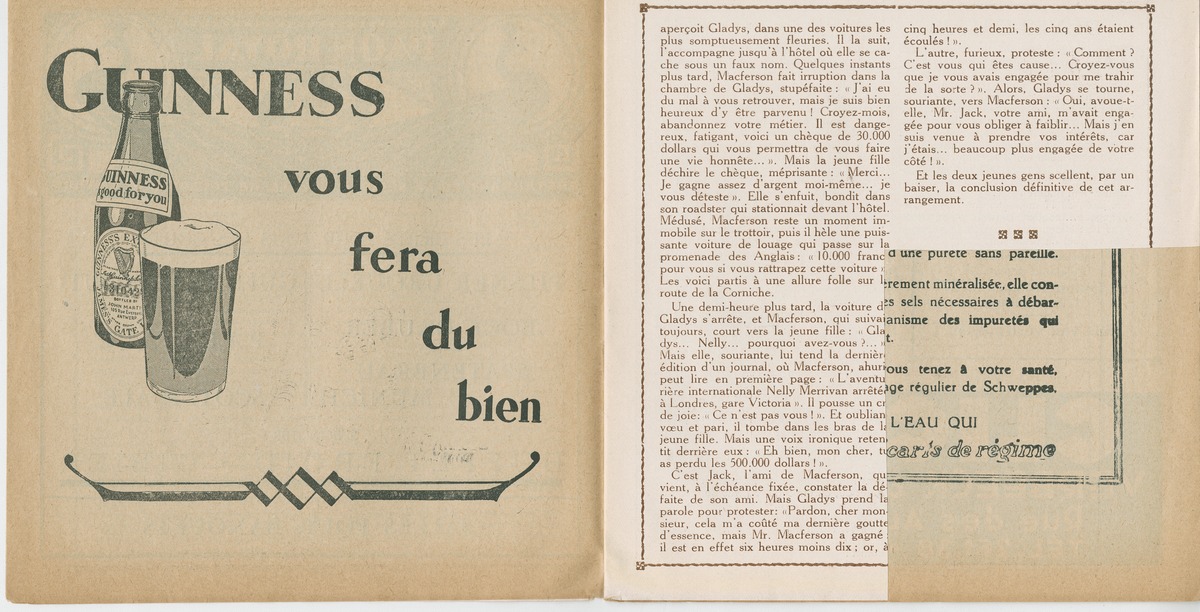 GUINNESS
vous
fera
du
bien
GUINNESS
good for you
aperçoit Gladys, dans une des voitures les
plus somptueusement fleuries. Il la suit,
l'accompagne jusqu'à l'hôtel où elle se ca-
che sous un faux nom. Quelques instants
plus tard, Macferson fait irruption dans la
chambre de Gladys, stupéfaite : « J'ai eu
du mal à vous retrouver, mais je suis bien
heureux d'y être parvenu ! Croyez-mois,
abandonnez votre métier. Il est dange-
reux, fatigant, voici un chèque de 30.000
dollars qui vous permettra de vous faire
une vie honnête... ». Mais la jeune fille
déchire le chèque, méprisante : « Merci...
Je gagne assez d'argent moi-même... je
vous déteste ». Elle s'enfuit, bondit dans
son roadster qui stationnait devant l'hôtel.
Médusé, Macferson reste un moment im-
mobile sur le trottoir, puis il hèle une puis-
sante voiture de louage qui passe sur la
promenade des Anglais : « 10.000 franc
pour vous si vous rattrapez cette voiture
Les voici partis à une allure folle sur l
route de la Corniche.
Une demi-heure plus tard, la voiture d
Gladys s'arrête, et Macferson, qui suivai
toujours, court vers la jeune fille : « Gla
dys... Nelly... pourquoi avez-vous ?... »
Mais elle, souriante, lui tend la dernière
édition d'un journal, où Macferson, ahuri
peut lire en première page : « L'aventu
rière internationale Nelly Merrivan arrêtée
à Londres, gare Victoria ». Il pousse un cr
de joie: « Ce n'est pas vous ! ». Et oublian
vœu et pari, il tombe dans les bras de la
jeune fille. Mais une voix ironique reten
tit derrière eux : « Eh bien, mon cher, tu
as perdu les 500.000 dollars ! ».
C'est Jack, l'ami de Macferson, qu
vient, à l'échéance fixée, constater la dé
faite de son ami. Mais Gladys prend la
parole pour protester: « Pardon, cher mon
sieur, cela m'a coûté ma dernière goutte
d'essence, mais Mr. Macferson a gagné
il est en effet six heures moins dix ; or, à
cinq heures et demi, les cinq ans étaient
écoulés ! ».
L'autre, furieux, proteste : « Comment ?
C'est vous qui êtes cause... Croyez-vous
que je vous avais engagée pour me trahir
de la sorte ? ». Alors, Gladys se tourne,
souriante, vers Macferson : « Oui, avoue-t-
elle, Mr. Jack, votre ami, m'avait enga-
gée pour vous obliger à faiblir... Mais j'en
suis venue à prendre vos intérêts, car
j'étais... beaucoup plus engagée de votre
côté ! ».
Et les deux jeunes gens scellent, par un
baiser, la conclusion définitive de cet ar-
rangement.
d'une pureté sans pareille.
rement minéralisée, elle con-
es sels nécessaires à débar-
anisme des impuretés qui
t.
ous tenez à votre santé,
ge régulier de Schweppes.
L'EAU QUI
caris de régime